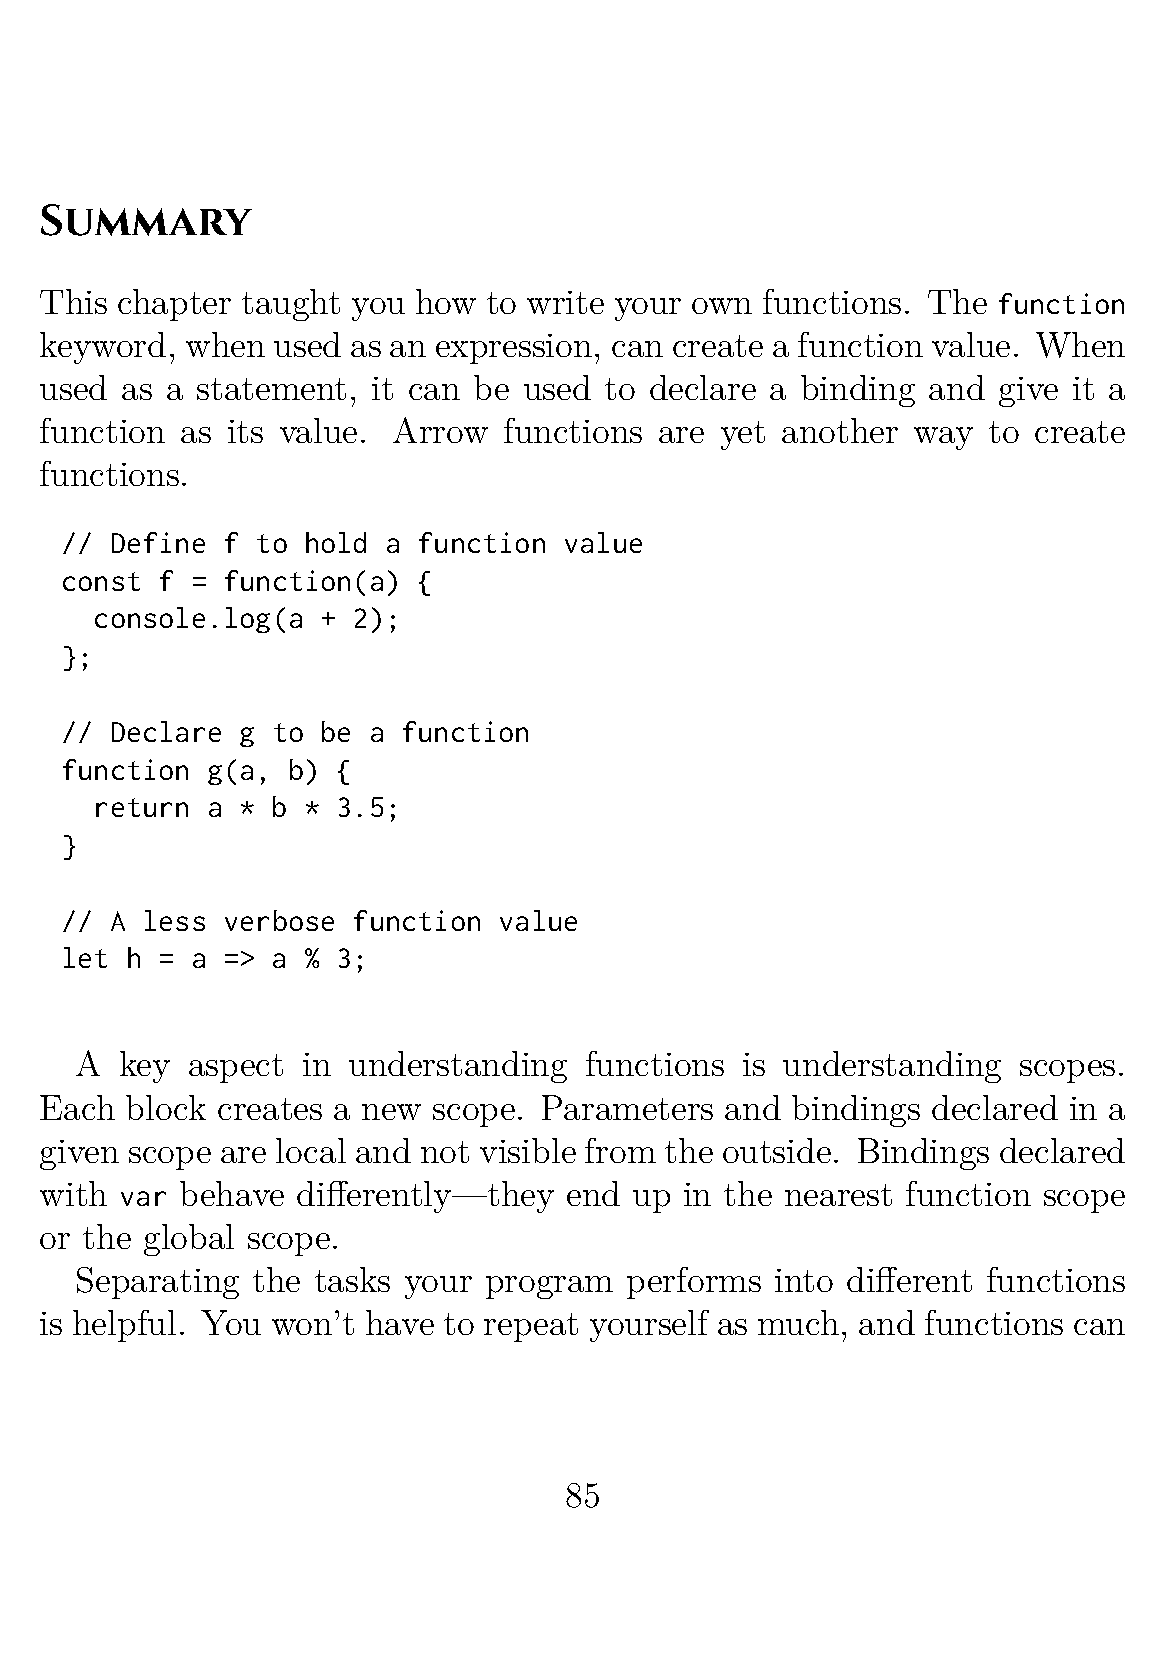 Summary
This chapter taught you how to write your own functions. The function
keyword, when used as an expression, can create a function value. When
used as a statement, it can be used to declare a binding and give it a
function as its value. Arrow functions are yet another way to create
functions.
// Define f to hold a function value
const f = function(a) {
  console.log(a + 2);
};
// Declare g to be a function
function g(a, b) {
  return a * b * 3.5;
}
// A less verbose function value
let h = a => a % 3;
A key aspect in understanding functions is understanding scopes.
Each block creates a new scope. Parameters and bindings declared in a
given scope are local and not visible from the outside. Bindings declared
with var behave differently—they end up in the nearest function scope
or the global scope.
Separating the tasks your program performs into different functions
is helpful. You won't have to repeat yourself as much, and functions can
85